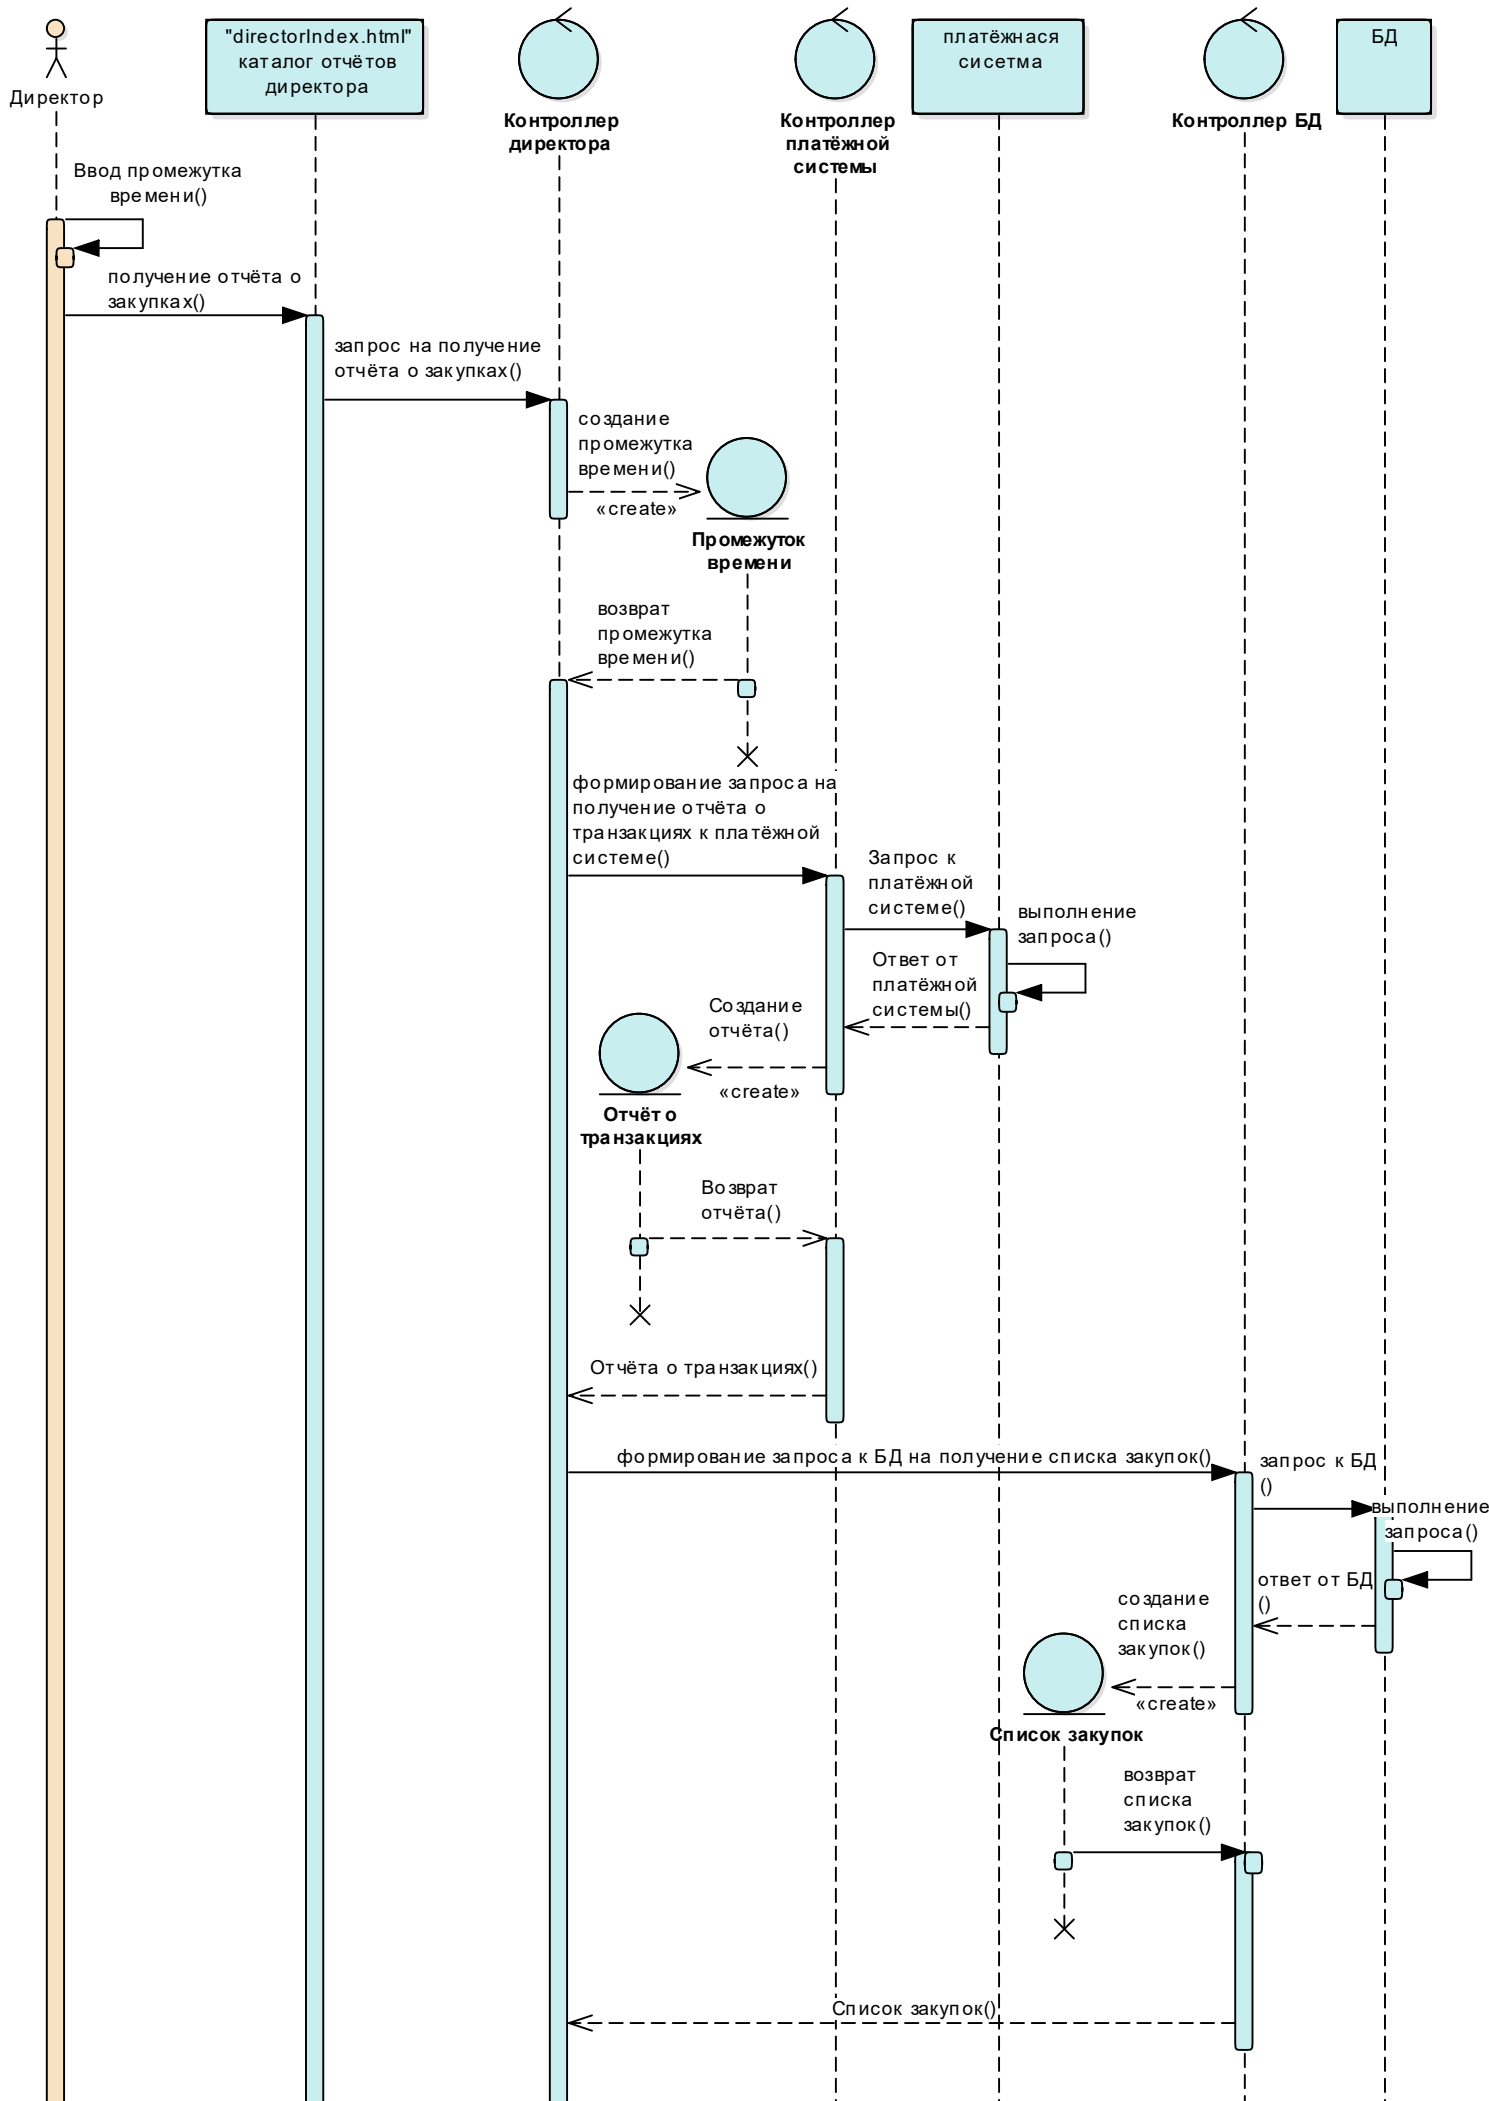 Директор
"directorIndex.html"
каталог отчётов
директора
Контроллер
директора
Контроллер
платёжной
системы
платёжнася
сисетма
Контроллер БД
БД
Ввод промежутка
времени()
получение отчёта о
закупках()
запрос на получение
отчёта о закупках()
создание
промежутка
времени()
«create»
Промежуток
времени
возврат
промежутка
времени()
формирование запроса на
получение отчёта о
транзакциях к платёжной
системе()
Запрос к
платёжной
системе()
выполнение
запроса()
Ответ от
платёжной
системы()
Создание
отчёта()
«create»
Отчёт о
транзакциях
Возврат
отчёта()
Отчёта о транзакциях()
формирование запроса к БД на получение списка закупок()
запрос к БД
()
выполнение
запроса()
ответ от БД
()
создание
списка
закупок()
«create»
Список закупок
возврат
списка
закупок()
Список закупок()